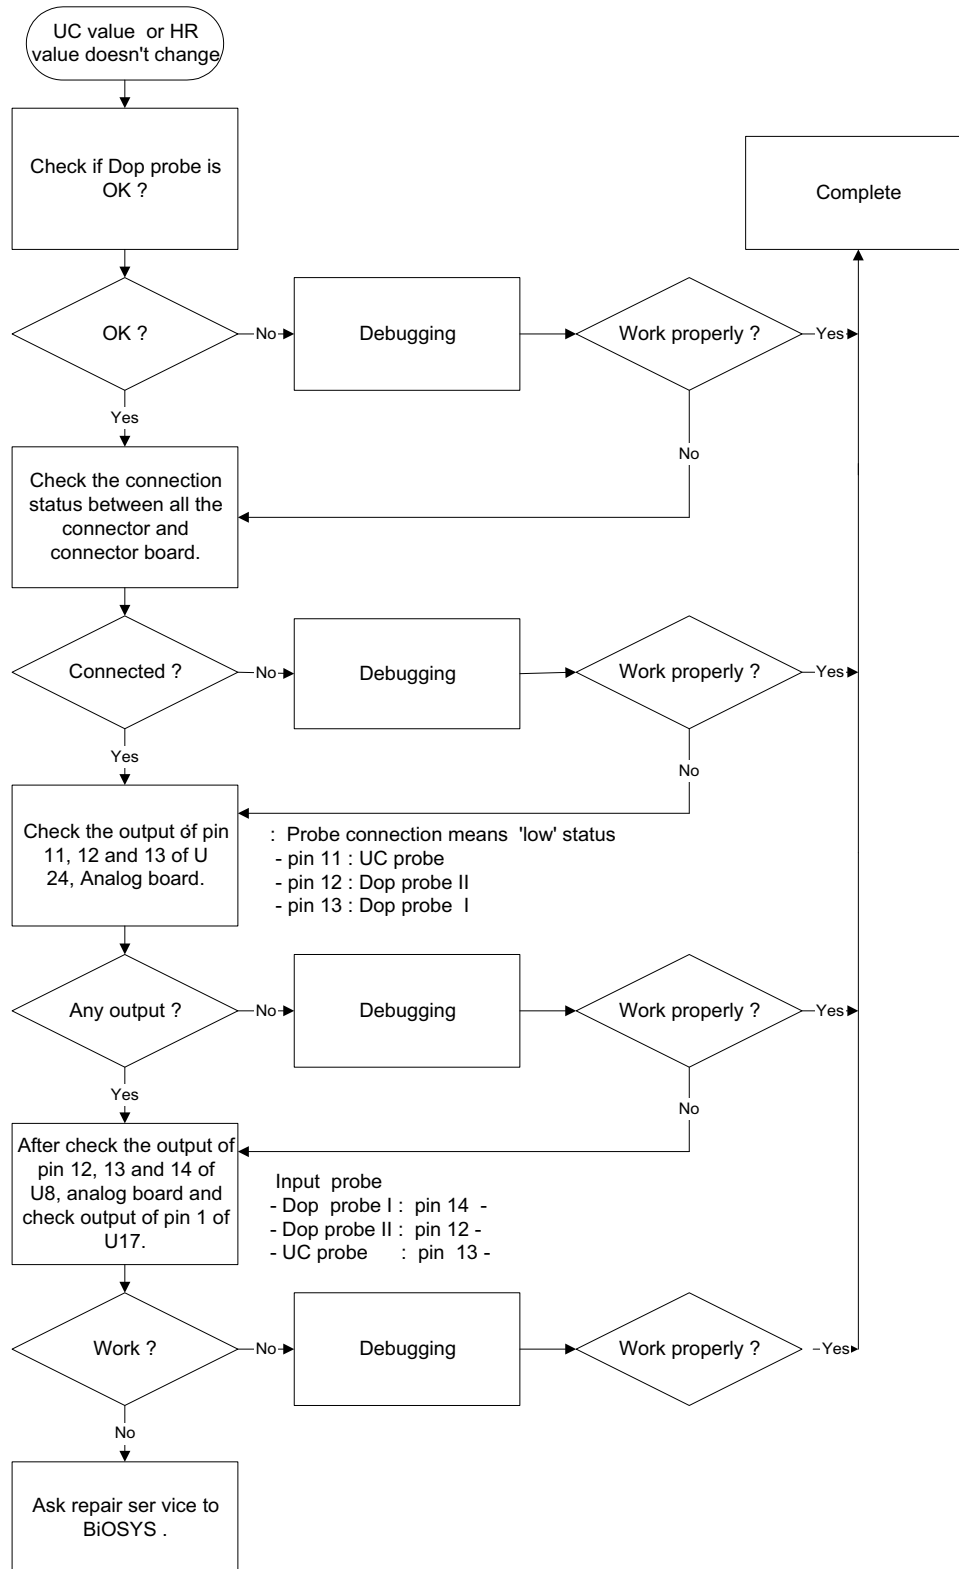 UC value  or HR
value doesn't change
Check if Dop probe is
OK ?
Complete
OK ?
No
Debugging
Work properly ?
Yes
Yes
No
Check the connection
status between all the
connector and
connector board.
Connected ?
No
Debugging
Work properly ?
Yes
Yes
No
Check the output of pin
11, 12 and 13 of U
24, Analog board.
:  Probe connection means  'low' status
- pin 11 : UC probe
- pin 12 : Dop probe II
- pin 13 : Dop probe  I
Any output ?
No
Debugging
Work properly ?
Yes
Yes
No
After check the output of
pin 12, 13 and 14 of
U8, analog board and
check output of pin 1 of
U17.
Input  probe
- Dop  probe I :  pin 14  -
- Dop probe II :  pin 12 -
- UC probe      :  pin  13 -
Work ?
No
Debugging
Work properly ?
Yes
No
Ask repair ser vice to
BiOSYS .